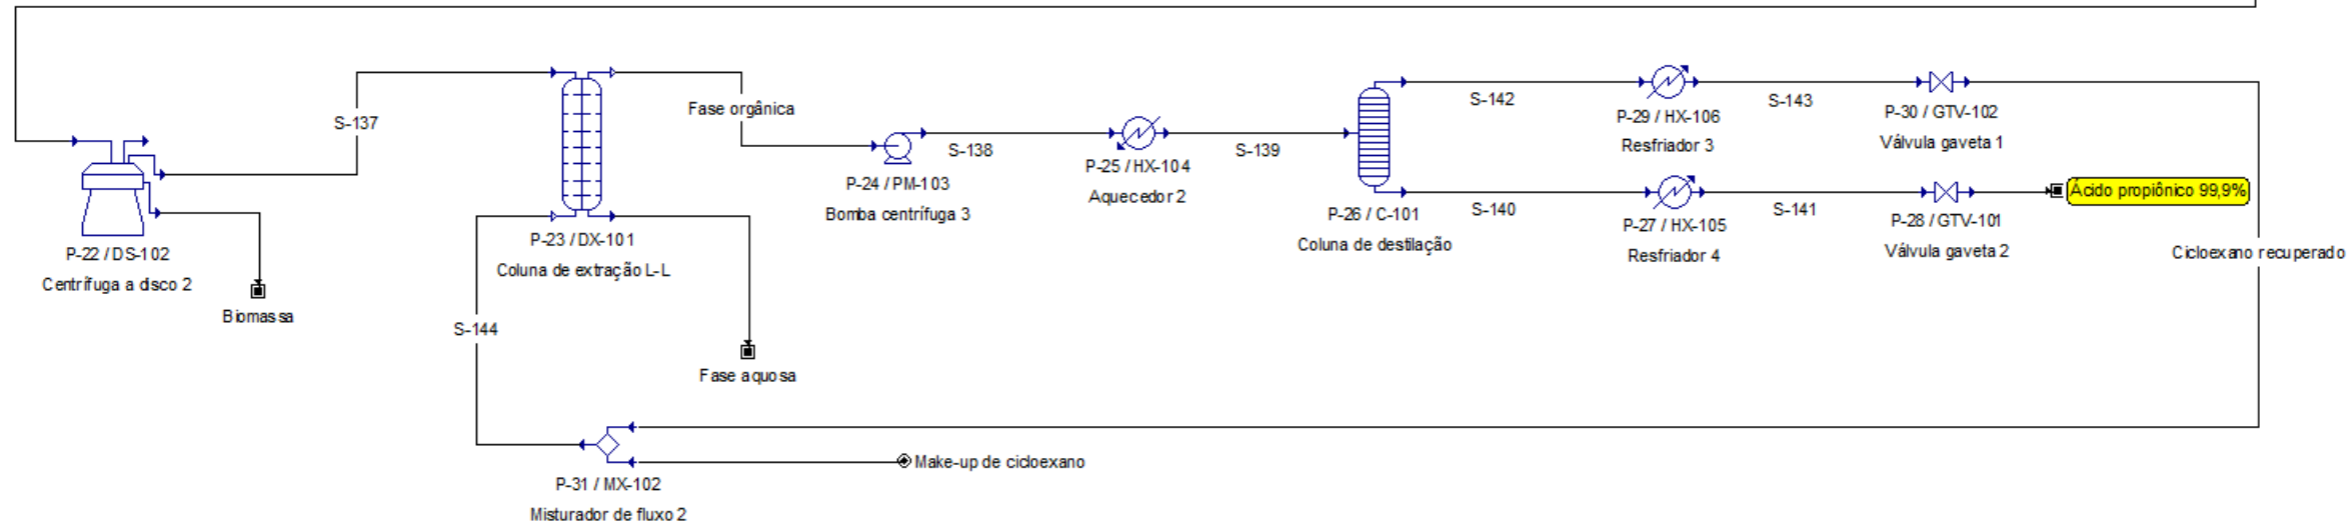 S-137
P-22 / DS-102
Centrífuga a disco 2
Biomassa
P-23 / DX-101
Coluna de extração L-L
S-144
Fase orgânica
Fase aquosa
P-24 / PM-103
Bomba centrífuga 3
S-138
P-25 / HX-104
Aquecedor 2
S-139
P-26 / C-101
Coluna de destilação
S-142
P-29 / HX-106
Resfriador 3
S-143
P-30 / GTV-102
Válvula gaveta 1
S-140
P-27 / HX-105
Resfriador 4
S-141
P-28 / GTV-101
Válvula gaveta 2
Ácido propiônico 99,9%
Cicloexano recuperado
Make-up de cicloexano
P-31 / MX-102
Misturador de fluxo 2